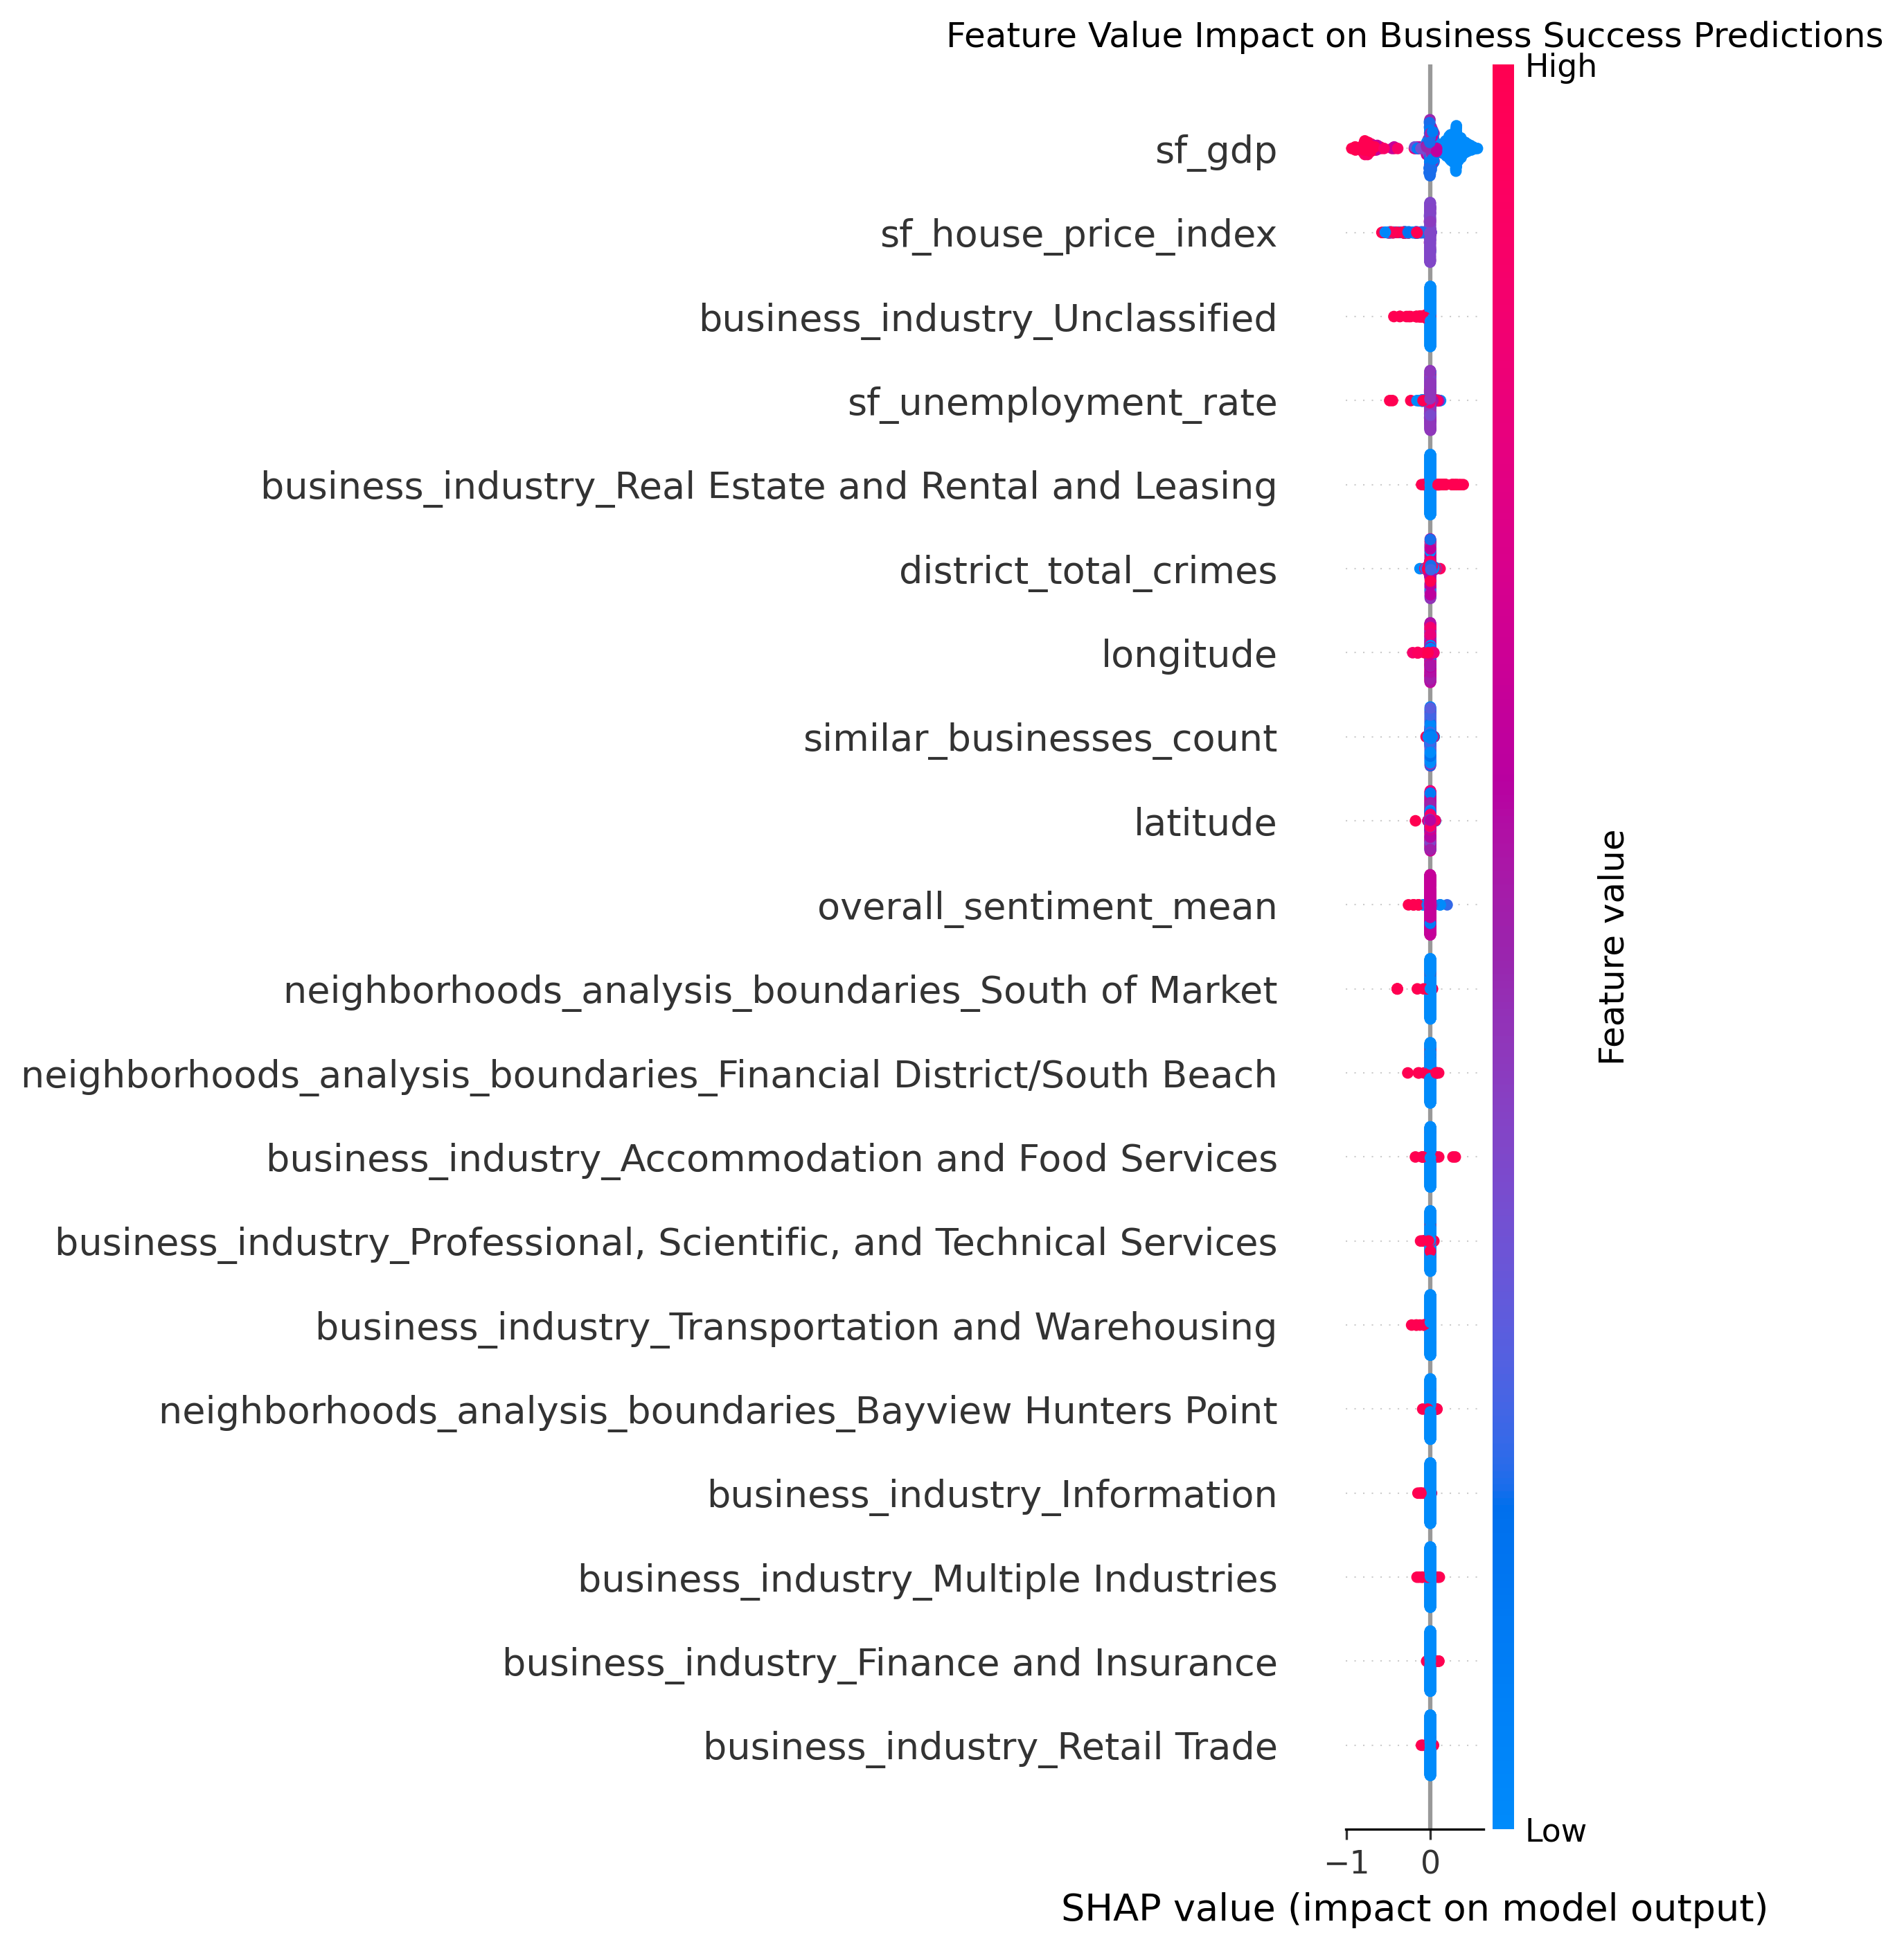 Feature Value Impact on Business Success Predictions
High
sf_gdp
sf_house_price_index
business_industry_Unclassified
sf_unemployment_rate
business_industry_Real Estate and Rental and Leasing
district_total_crimes
longitude
similar_businesses_count
latitude
overall_sentiment_mean
neighborhoods_analysis_boundaries_South of Market
neighborhoods_analysis_boundaries_Financial District/South Beach
business_industry_Accommodation and Food Services
business_industry_Professional, Scientific, and Technical Services
business_industry_Transportation and Warehousing
neighborhoods_analysis_boundaries_Bayview Hunters Point
business_industry_Information
business_industry_Multiple Industries
business_industry_Finance and Insurance
business_industry_Retail Trade
Feature value
Low
−1 0
SHAP value (impact on model output)